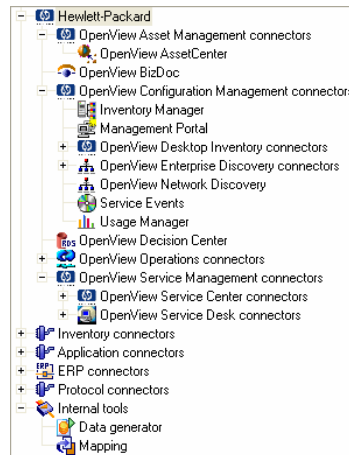 Hewlett-Packard
OpenView Asset Management connectors
OpenView AssetCenter
OpenView BizDoc
OpenView Configuration Management connectors
Inventory Manager
Management Portal
OpenView Desktop Inventory connectors
OpenView Enterprise Discovery connectors
OpenView Network Discovery
Service Events
Usage Manager
RDS OpenView Decision Center
OpenView Operations connectors
OpenView Service Management connectors
OpenView Service Center connectors
OpenView Service Desk connectors
Inventory connectors
Application connectors
ERP ERP connectors
Protocol connectors
Internal tools
Data generator
Mapping